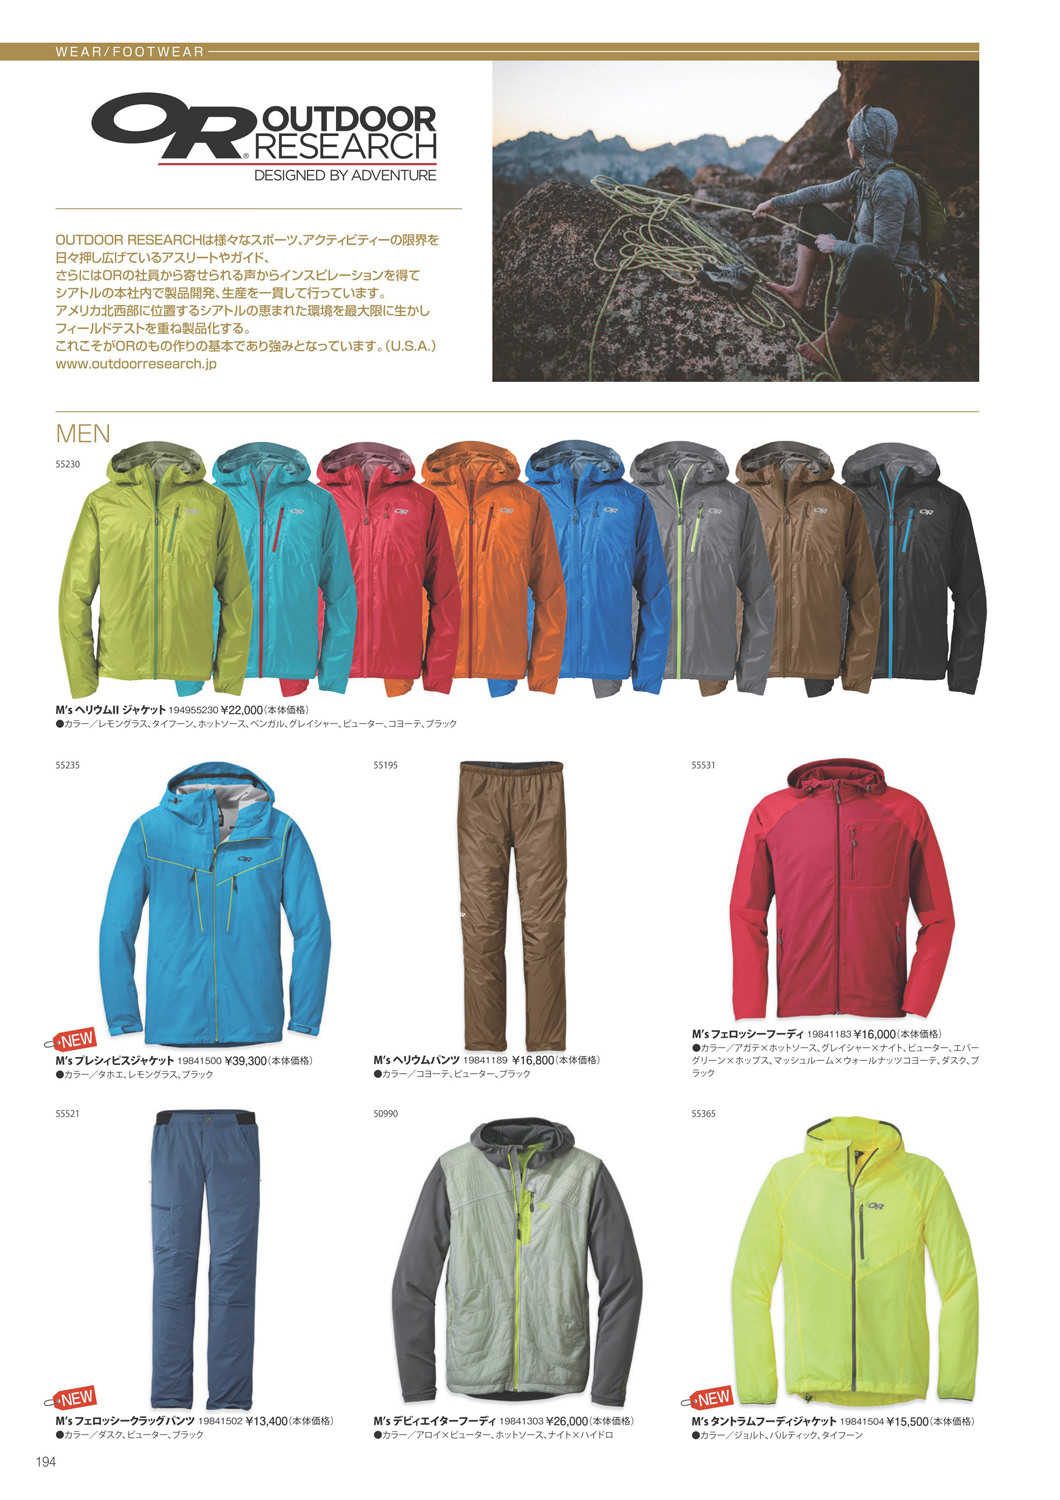 WEAR/FOOTWEAR
OR OUTDOOR
RESEARCH
DESIGNED BY ADVENTURE
OUTDOOR RESEARCHは様々なスポーツ、アクティビティーの限界を
日々押し広げているアスリートやガイド、
さらにはORの社員から寄せられる声からインスピレーションを得て
シアトルの本社内で製品開発、生産を一貫して行っています。
アメリカ北西部に位置するシアトルの恵まれた環境を最大限に生かし
フィールドテストを重ね製品化する。
これこそがORのもの作りの基本であり強みとなっています。（U.S.A.）
www.outdoorresearch.jp
MEN
55230
M's ヘリウムII ジャケット 194955230 ¥22,000（本体価格）
●カラー／レモングラス、タイフーン、ホットソース、ベンガル、グレイシャー、ピューター、コヨーテ、ブラック
55235
NEW
M's プレシィピスジャケット 19841500 ¥39,300（本体価格）
●カラー／タホエ、レモングラス、ブラック
55195
M's ヘリウムパンツ 19841189 ¥16,800（本体価格）
●カラー／コヨーテ、ピューター、ブラック
55531
M's フェロッシーフーディ 19841183 ¥16,000（本体価格）
●カラー／アガテ×ホットソース、グレイシャー×ナイト、ピューター、エバー
グリーン×ホップス、マッシュルーム×ウォールナッツコヨーテ、ダスク、ブ
ラック
55521
NEW
M's フェロッシークラッグパンツ 19841502 ¥13,400（本体価格）
●カラー／ダスク、ピューター、ブラック
50990
M's デビィエイターフーディ 19841303 ¥26,000（本体価格）
●カラー／アロイ×ピューター、ホットソース、ナイト×ハイドロ
55365
NEW
M's タントラムフーディジャケット 19841504 ¥15,500（本体価格）
●カラー／ジョルト、バルティック、タイフーン
194